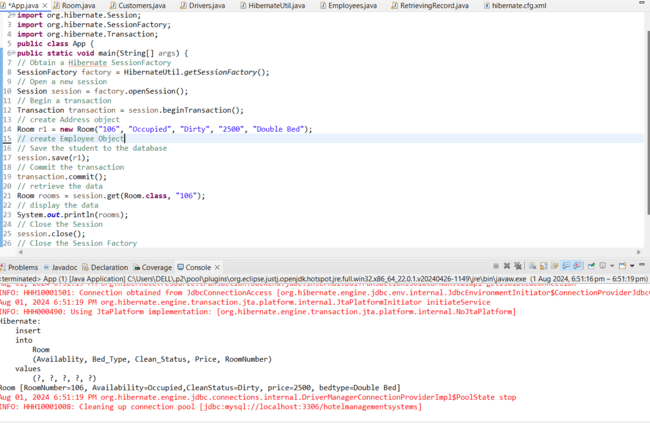 *App.java Room.java Customers.java Drivers.java HibernateUtil.java Employees.java RetrievingRecord.java hibernate.cfg.xml
2 import org.hibernate.Session;
3 import org.hibernate.SessionFactory;
4 import org.hibernate.Transaction;
5 public class App {
6 public static void main(String[] args) {
7 // Obtain a Hibernate SessionFactory
8 SessionFactory factory = HibernateUtil.getSessionFactory();
9 // Open a new session
10 Session session = factory.openSession();
11 // Begin a transaction
12 Transaction transaction = session.beginTransaction();
13 // create Address object
14 Room r1 = new Room("106", "Occupied", "Dirty", "2500", "Double Bed");
15 // create Employee Object
16 // Save the student to the database
17 session.save(r1);
18 // Commit the transaction
19 transaction.commit();
20 // retrieve the data
21 Room rooms = session.get(Room.class, "106");
22 // display the data
23 System.out.println(rooms);
24 // Close the Session
25 session.close();
26 // Close the Session Factory
Problems Javadoc Declaration Coverage Console
terminated> App (1) [Java Application] C:\Users\DELL\.p2\pool\plugins\org.eclipse.justj.openjdk.hotspot.jre.full.win32.x86_64_22.0.1.v20240426-1149\jre\bin\javaw.exe (1 Aug 2024, 6:51:16 pm – 6:51:19 pm)
INFO: HHH10001501: Connection obtained from JdbcConnectionAccess [org.hibernate.engine.jdbc.env.internal.JdbcEnvironmentInitiator$ConnectionProviderJdbcC
Aug 01, 2024 6:51:19 PM org.hibernate.engine.transaction.jta.platform.internal.JtaPlatformInitiator initiateService
INFO: HHH000490: Using JtaPlatform implementation: [org.hibernate.engine.transaction.jta.platform.internal.NoJtaPlatform]
Hibernate:
insert
into
Room
(Availablity, Bed_Type, Clean_Status, Price, RoomNumber)
values
(?, ?, ?, ?, ?)
Room [RoomNumber=106, Availability=Occupied,CleanStatus=Dirty, price=2500, bedtype=Double Bed]
Aug 01, 2024 6:51:19 PM org.hibernate.engine.jdbc.connections.internal.DriverManagerConnectionProviderImpl$PoolState stop
INFO: HHH10001008: Cleaning up connection pool [jdbc:mysql://localhost:3306/hotelmanagementsystems]